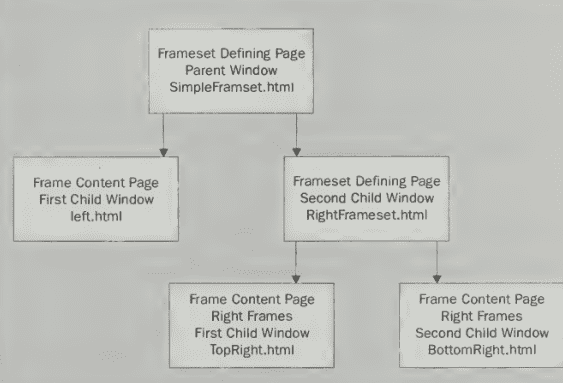 Frameset Defining Page
Parent Window
SimpleFramset.html
Frame Content Page
First Child Window
left.html
Frameset Defining Page
Second Child Window
RightFrameset.html
Frame Content Page
Right Frames
First Child Window
TopRight.html
Frame Content Page
Right Frames
Second Child Window
BottomRight.html